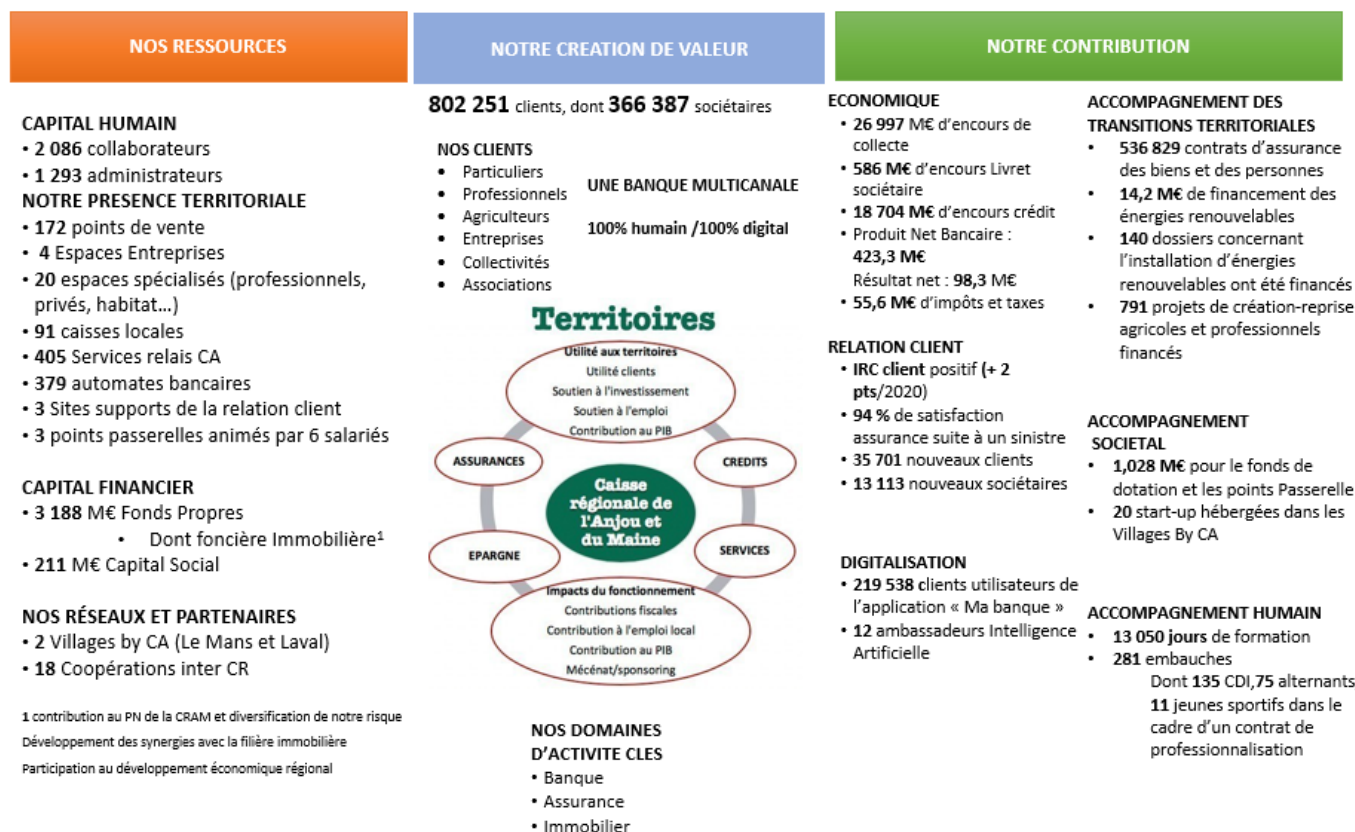 NOS RESSOURCES
CAPITAL HUMAIN
• 2 086 collaborateurs
• 1 293 administrateurs
NOTRE PRESENCE TERRITORIALE
• 172 points de vente
• 4 Espaces Entreprises
• 20 espaces spécialisés (professionnels,
privés, habitat…)
• 91 caisses locales
• 405 Services relais CA
• 379 automates bancaires
• 3 Sites supports de la relation client
• 3 points passerelles animés par 6 salariés
CAPITAL FINANCIER
• 3 188 M€ Fonds Propres
• Dont foncière Immobilière¹
• 211 M€ Capital Social
NOS RÉSEAUX ET PARTENAIRES
• 2 Villages by CA (Le Mans et Laval)
• 18 Coopérations inter CR
1 contribution au PN de la CRAM et diversification de notre risque
Développement des synergies avec la filière immobilière
Participation au développement économique régional
NOTRE CREATION DE VALEUR
802 251 clients, dont 366 387 sociétaires
NOS CLIENTS
• Particuliers
• Professionnels
• Agriculteurs
• Entreprises
• Collectivités
• Associations
UNE BANQUE MULTICANALE
100% humain /100% digital
Territoires
Utilité aux territoires
Utilité clients
Soutien à l'investissement
Soutien à l'emploi
Contribution au PIB
ASSURANCES
CREDITS
Caisse
régionale de
l'Anjou et
du Maine
EPARGNE
SERVICES
Impacts du fonctionnement
Contributions fiscales
Contribution à l'emploi local
Contribution au PIB
Mécénat/sponsoring
NOS DOMAINES
D'ACTIVITE CLES
• Banque
• Assurance
• Immobilier
NOTRE CONTRIBUTION
ECONOMIQUE
• 26 997 M€ d'encours de
collecte
• 586 M€ d'encours Livret
sociétaire
• 18 704 M€ d'encours crédit
• Produit Net Bancaire :
423,3 M€
Résultat net : 98,3 M€
• 55,6 M€ d'impôts et taxes
RELATION CLIENT
• IRC client positif (+ 2
pts/2020)
• 94 % de satisfaction
assurance suite à un sinistre
• 35 701 nouveaux clients
• 13 113 nouveaux sociétaires
DIGITALISATION
• 219 538 clients utilisateurs de
l'application « Ma banque »
• 12 ambassadeurs Intelligence
Artificielle
ACCOMPAGNEMENT DES
TRANSITIONS TERRITORIALES
• 536 829 contrats d'assurance
des biens et des personnes
• 14,2 M€ de financement des
énergies renouvelables
• 140 dossiers concernant
l'installation d'énergies
renouvelables ont été financés
• 791 projets de création-reprise
agricoles et professionnels
financés
ACCOMPAGNEMENT
SOCIETAL
• 1,028 M€ pour le fonds de
dotation et les points Passerelle
• 20 start-up hébergées dans les
Villages By CA
ACCOMPAGNEMENT HUMAIN
• 13 050 jours de formation
• 281 embauches
Dont 135 CDI,75 alternants
11 jeunes sportifs dans le
cadre d'un contrat de
professionnalisation